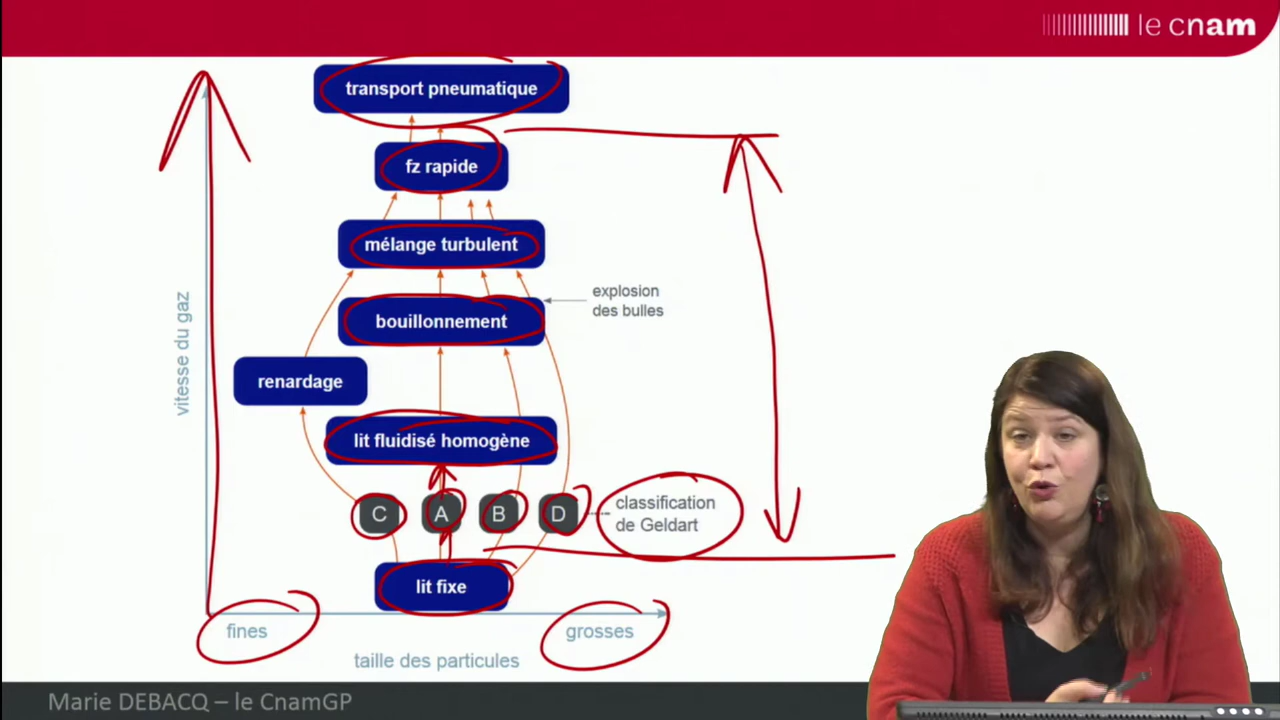 le cnam
transport pneumatique
fz rapide
mélange turbulent
explosion
des bulles
bouillonnement
vitesse du gaz
renardage
lit fluidisé homogène
C A B D
classification
de Geldart
lit fixe
fines
grosses
taille des particules
Marie DEBACQ – le CnamGP